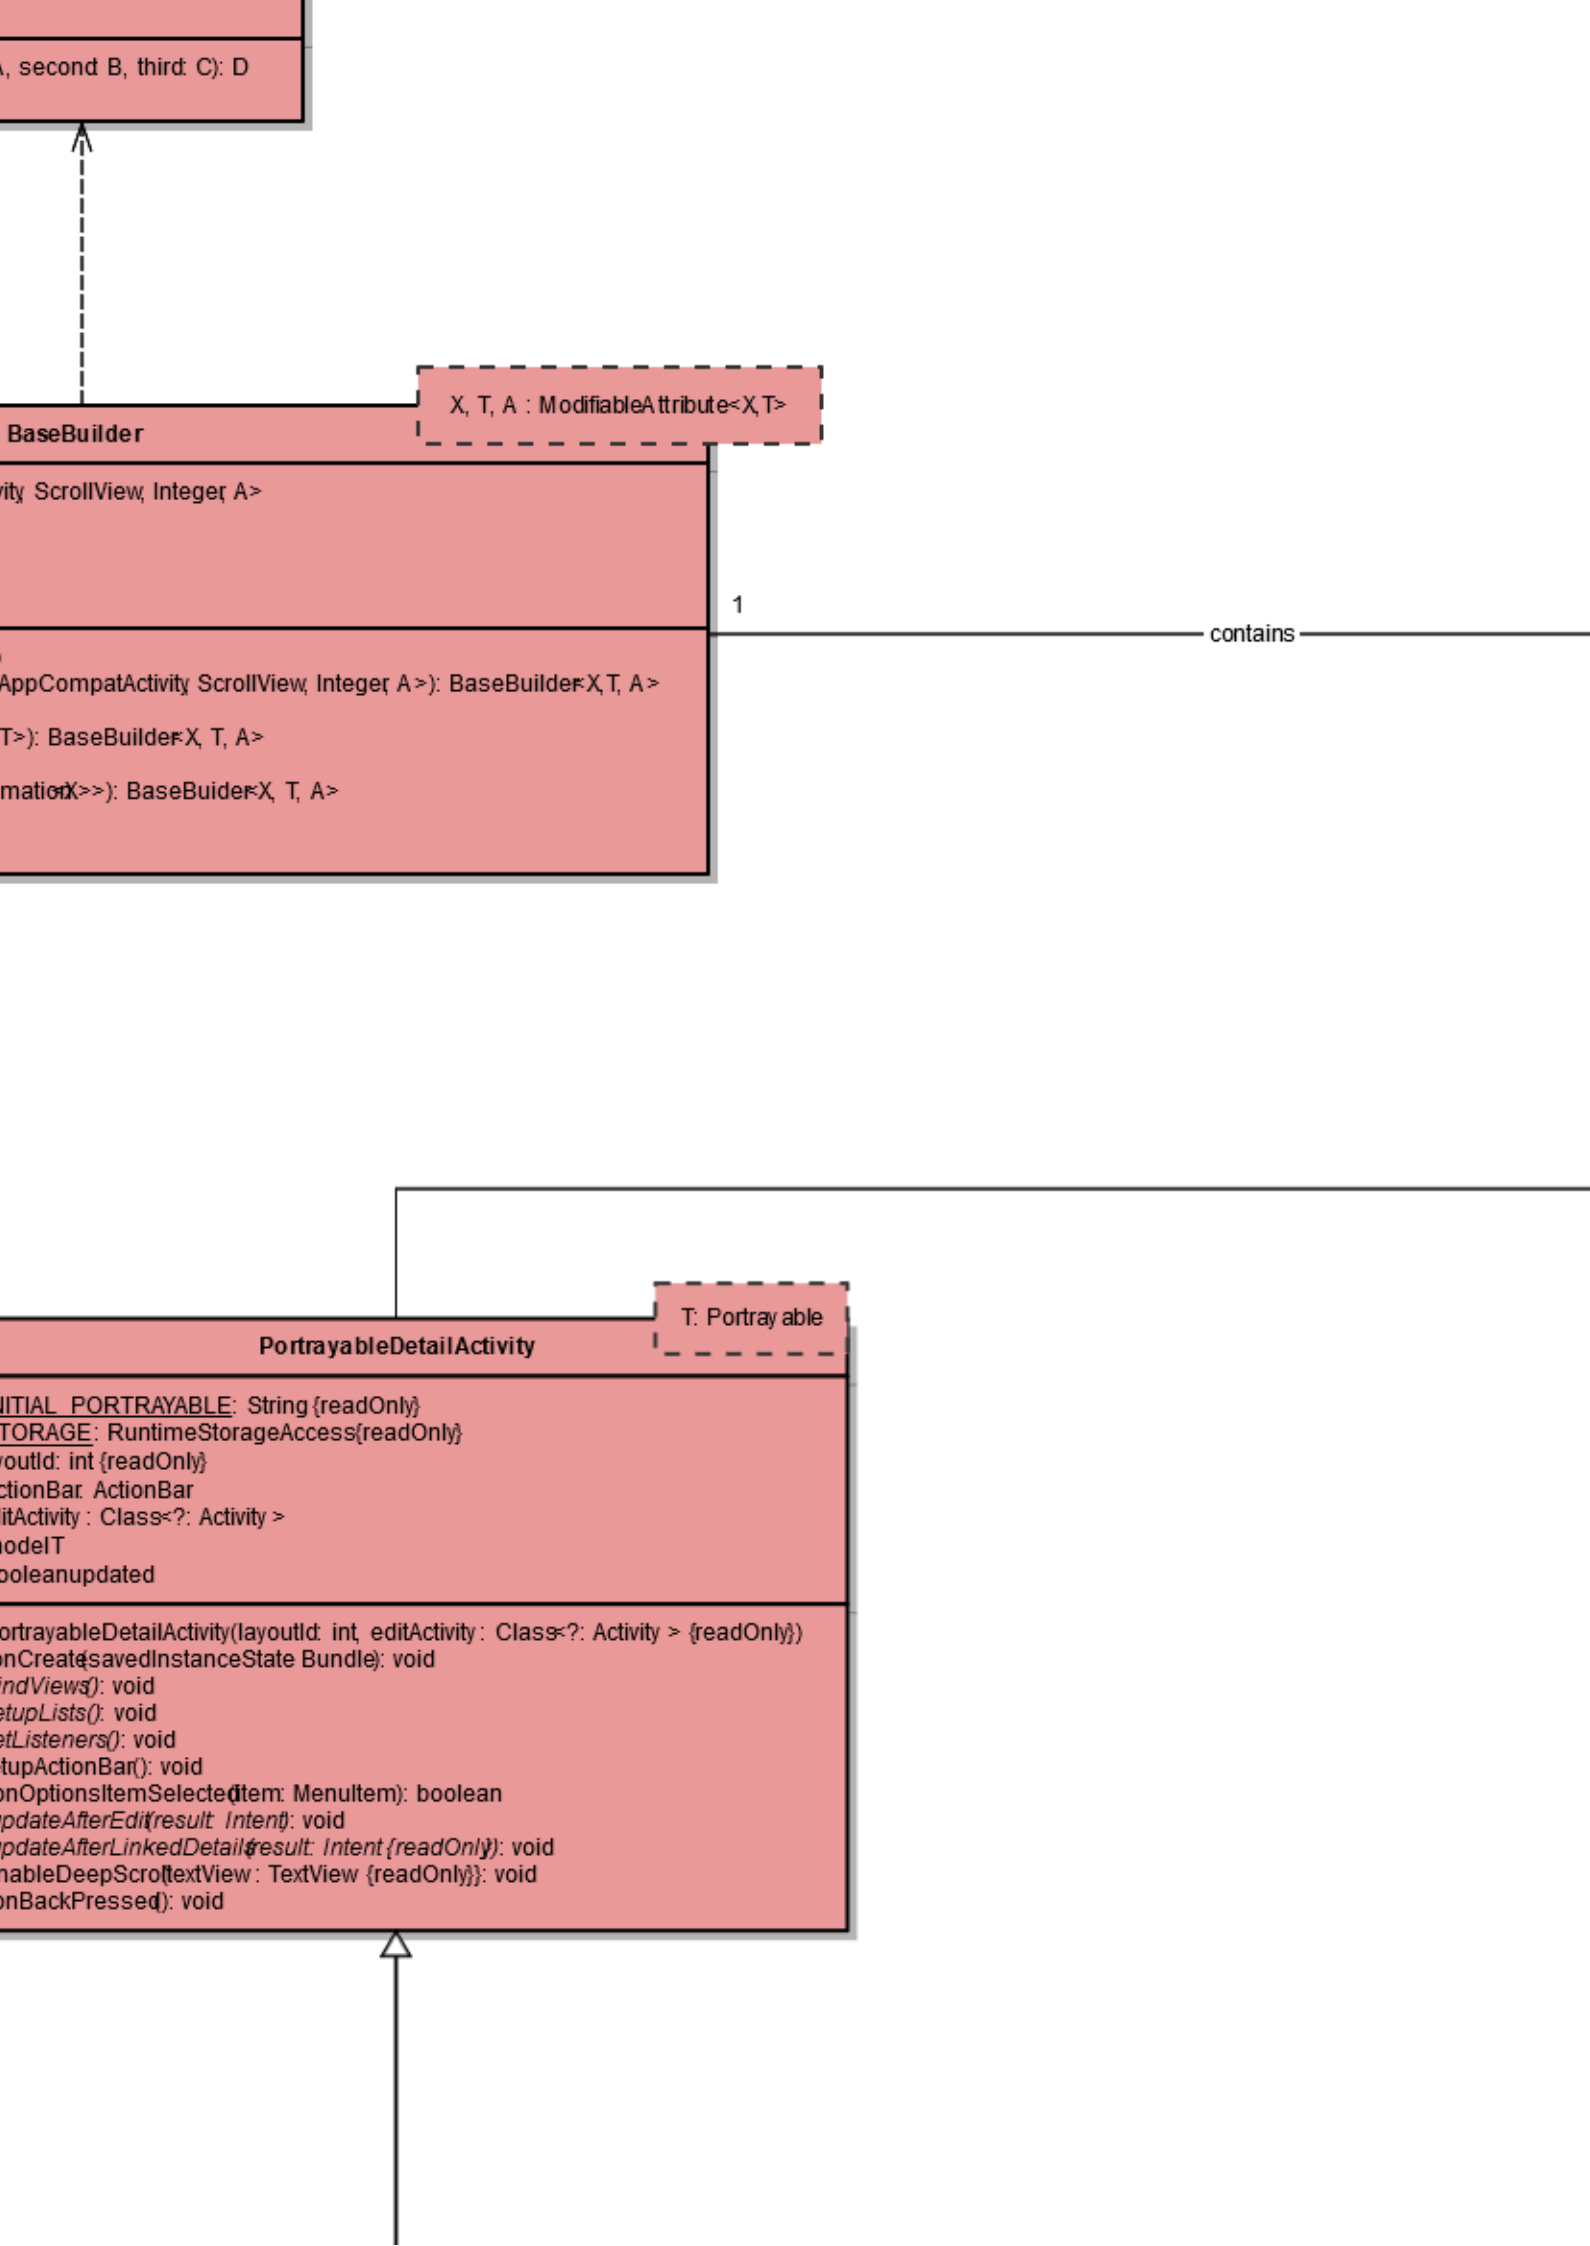 , second: B, third: C): D
X, T, A : ModifiableAttribute<X,T>
BaseBuilder
vity, ScrollView, Integer, A>
1
contains
AppCompatActivity, ScrollView, Integer, A>): BaseBuilder<X,T, A>
T>): BaseBuilder<X, T, A>
mation<X>>): BaseBuider<X, T, A>
T: Portrayable
PortrayableDetailActivity
NITIAL_PORTRAYABLE: String {readOnly}
TORAGE: RuntimeStorageAccess{readOnly}
youtId: int {readOnly}
ctionBar: ActionBar
itActivity : Class<?: Activity >
odelT
ooleanupdated
ortrayableDetailActivity(layoutId: int, editActivity : Class<?: Activity > {readOnly})
onCreate(savedInstanceState Bundle): void
indViews(): void
etupLists(): void
etListeners(): void
tupActionBar(): void
onOptionsItemSelected(item: MenuItem): boolean
pdateAfterEdit(result: Intent): void
pdateAfterLinkedDetails(result: Intent {readOnly}): void
nableDeepScroll(textView : TextView {readOnly}}: void
onBackPressed(): void